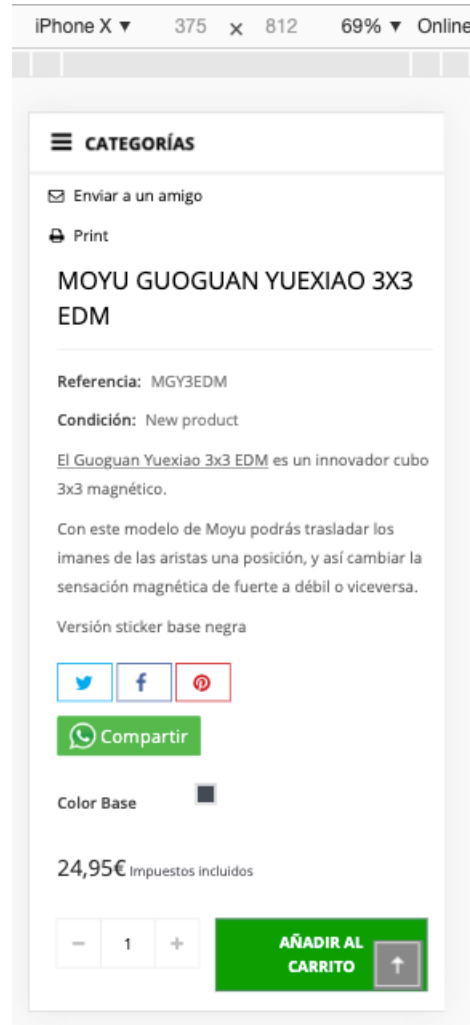 iPhone X ▼ 375 x 812 69% ▼ Online
CATEGORÍAS
Enviar a un amigo
Print
MOYU GUOGUAN YUEXIAO 3X3
EDM
Referencia: MGY3EDM
Condición: New product
El Guoguan Yuexiao 3x3 EDM es un innovador cubo
3x3 magnético.
Con este modelo de Moyu podrás trasladar los
imanes de las aristas una posición, y así cambiar la
sensación magnética de fuerte a débil o viceversa.
Versión sticker base negra
Compartir
Color Base
24,95€ Impuestos incluidos
− 1 +
AÑADIR AL
CARRITO